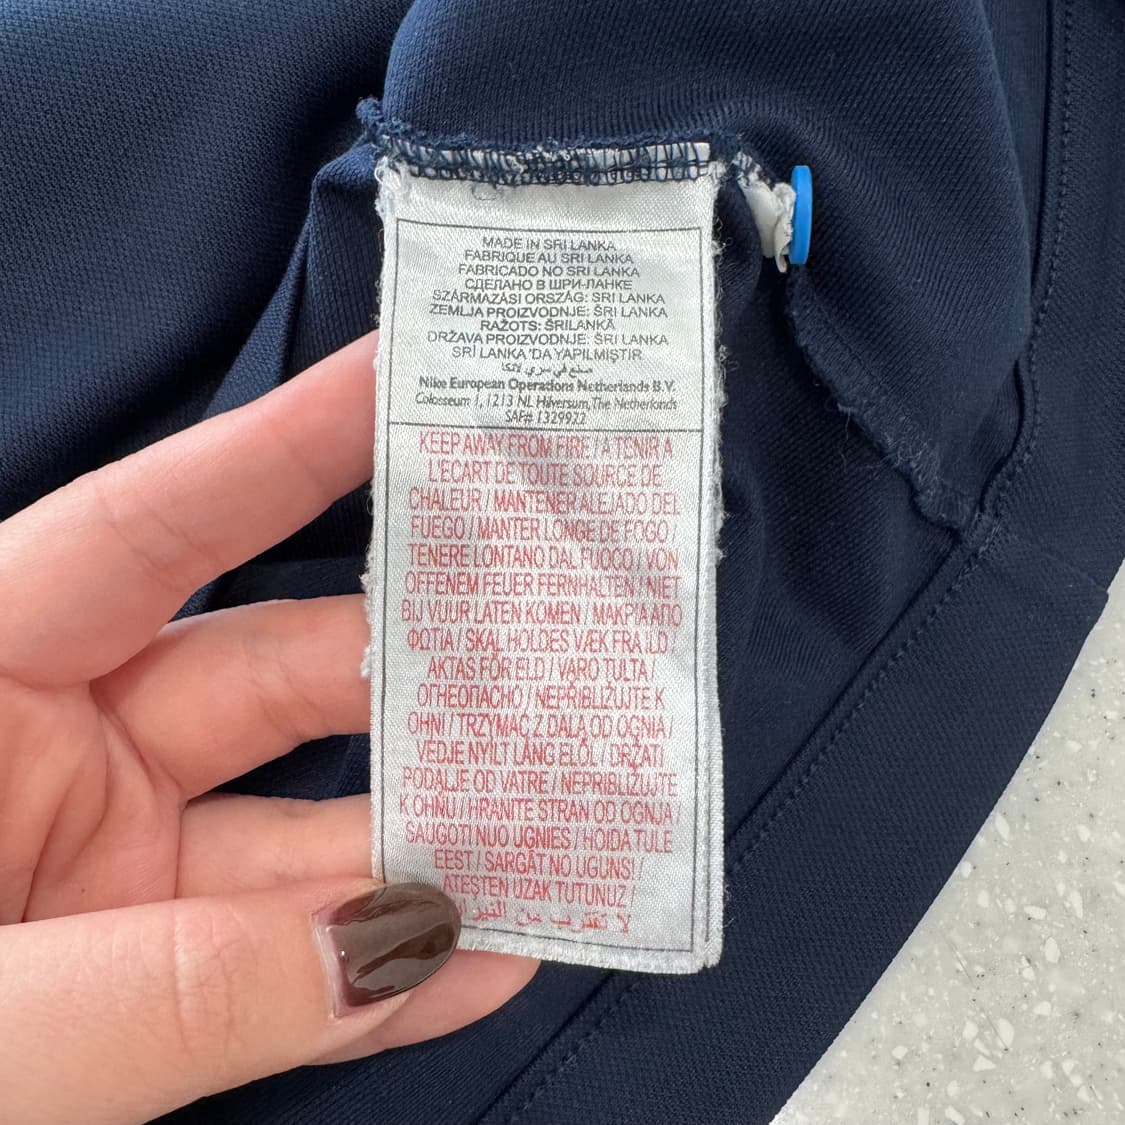 MADE IN SRI LANKA
FABRIQUE AU SRI LANKA
FABRICADO NO SRI LANKA
СДЕЛАНО В ШРИ-ЛАНКЕ
SZÁRMAZÁSI ORSZÁG: SRI LANKA
ZEMLJA PROIZVODNJE: ŠRI LANKA
RAŽOTS: ŠRILANKĀ
DRŽAVA PROIZVODNJE: ŠRI LANKA
SRİ LANKA 'DA YAPILMIŞTIR
صنع في سري لانكا
Nike European Operations Netherlands B.V.
Colosseum 1, 1213 NL Hilversum, The Netherlands
SAP# 1329922
KEEP AWAY FROM FIRE / A TENIR A
L'ECART DE TOUTE SOURCE DE
CHALEUR / MANTENER ALEJADO DEL
FUEGO / MANTER LONGE DE FOGO /
TENERE LONTANO DAL FUOCO / VON
OFFENEM FEUER FERNHALTEN / NIET
BIJ VUUR LATEN KOMEN / ΜΑΚΡΙΑ ΑΠΟ
ΦΩΤΙΑ / SKAL HOLDES VÆK FRA ILD /
AKTAS FÖR ELD / VARO TULTA /
ОГНЕОПАСНО / NEPŘIBLIŽUJTE K
OHNI / TRZYMAĆ Z DALA OD OGNIA /
VÉDJE NYÍLT LÁNG ELŐL / DRŽATI
PODALJE OD VATRE / NEPRIBLIŽUJTE
K OHŇU / HRANITE STRAN OD OGNJA
SAUGOTI NUO UGNIES / HOIDA TULE
EEST / SARGĀT NO UGUNS! /
ATEŞTEN UZAK TUTUNUZ /
لا تقترب من